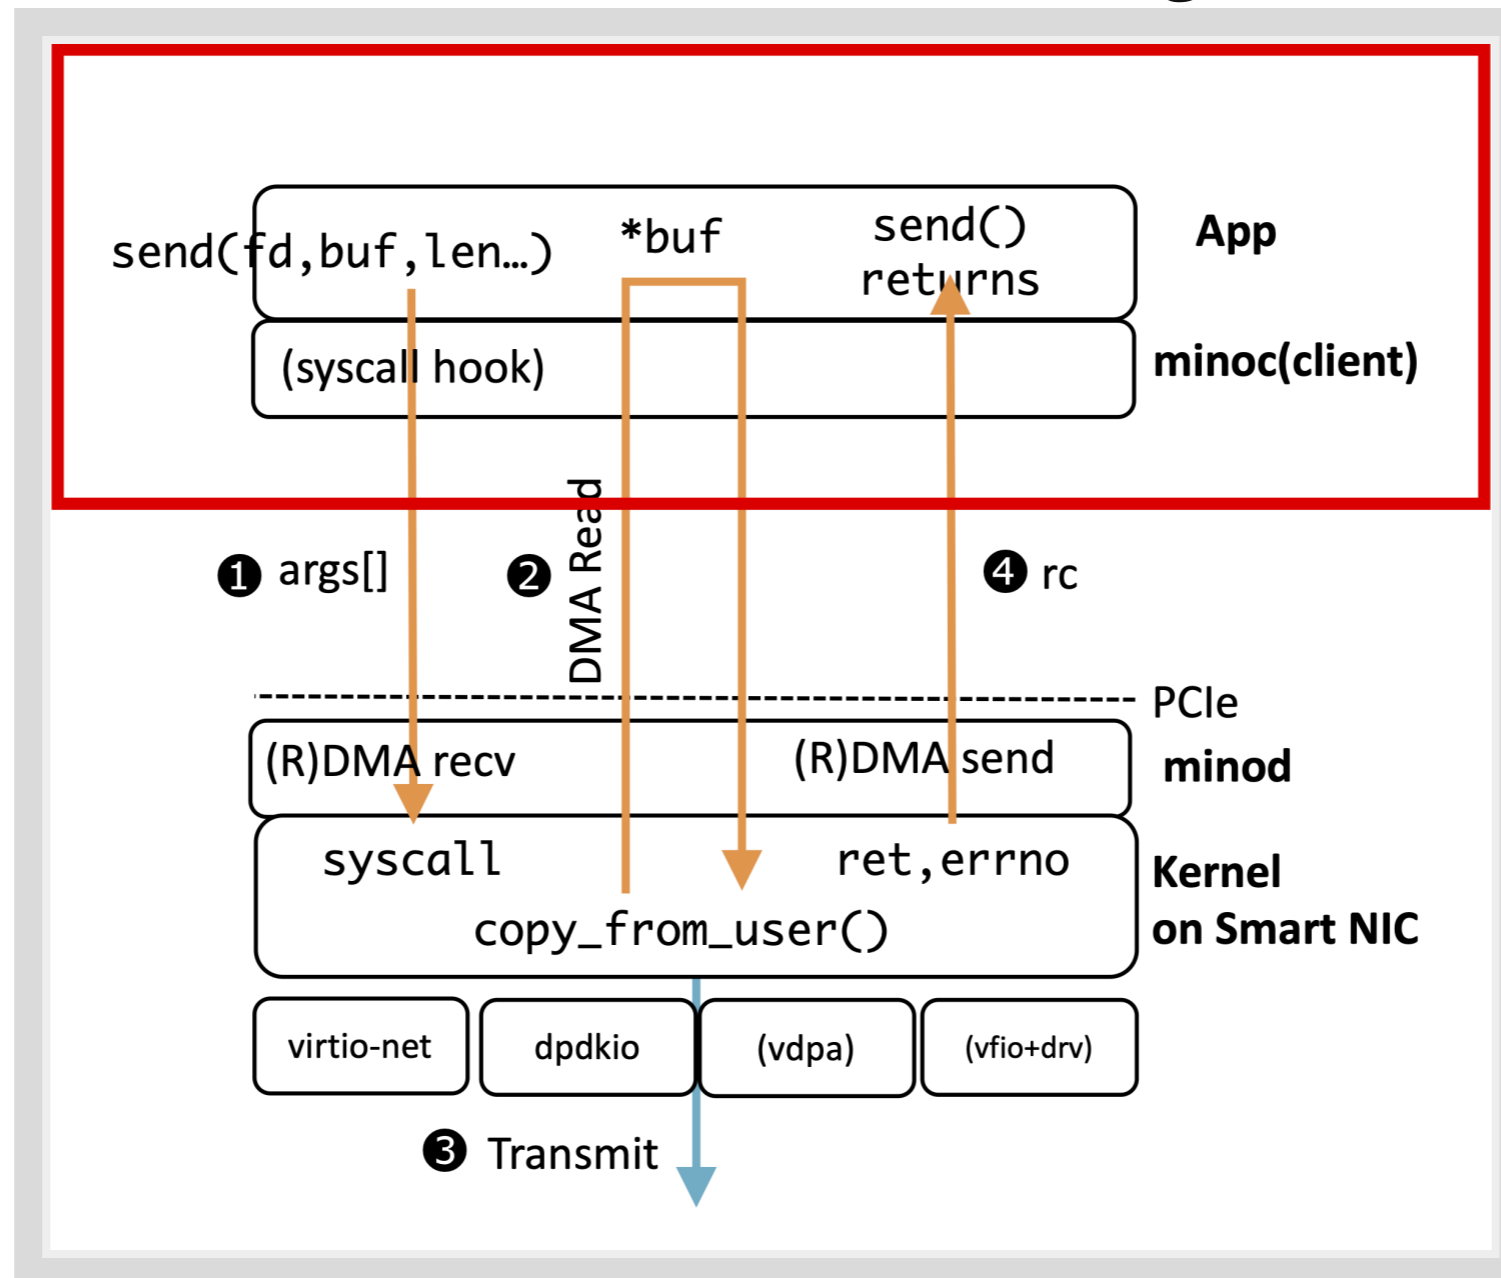 send(fd,buf,len…)
*buf
send()
returns
App
(syscall hook)
minoc(client)
❶ args[]
❷
DMA Read
❹ rc
PCIe
(R)DMA recv
(R)DMA send
minod
syscall
ret,errno
copy_from_user()
Kernel
on Smart NIC
virtio-net
dpdkio
(vdpa)
(vfio+drv)
❸ Transmit